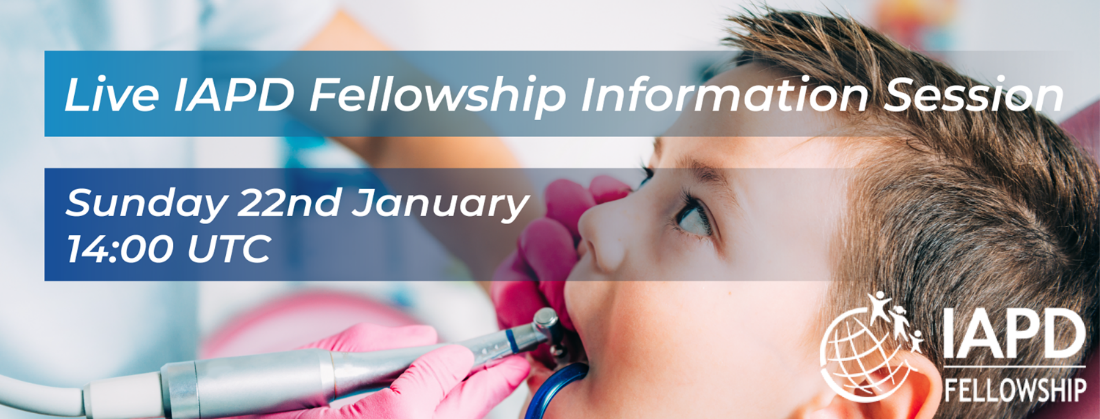 Live IAPD Fellowship Information Session
Sunday 22nd January
14:00 UTC
IAPD
FELLOWSHIP